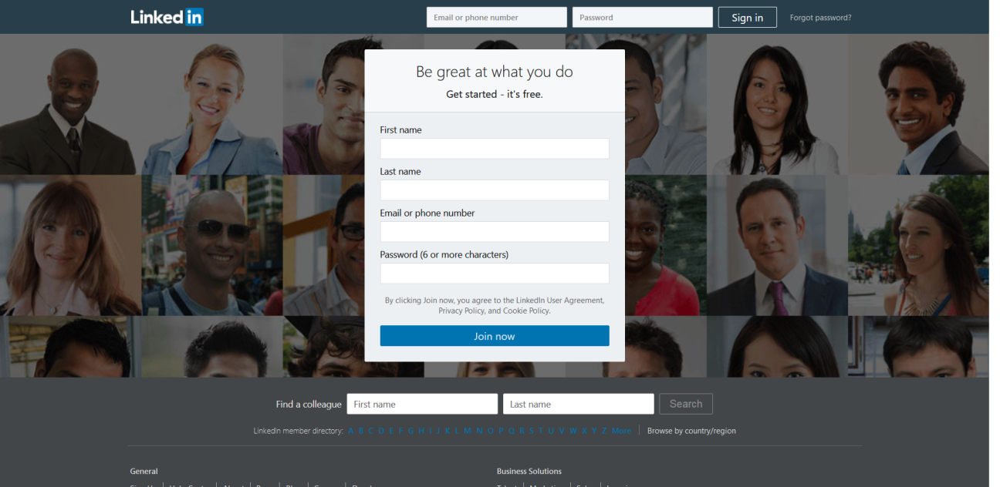 Linked in
Email or phone number Password Sign in Forgot password?
Be great at what you do
Get started - it's free.
First name
Last name
Email or phone number
Password (6 or more characters)
By clicking Join now, you agree to the LinkedIn User Agreement,
Privacy Policy, and Cookie Policy.
Join now
Find a colleague First name Last name Search
LinkedIn member directory: A B C D E F G H I J K L M N O P Q R S T U V W X Y Z More Browse by country/region
General Business Solutions